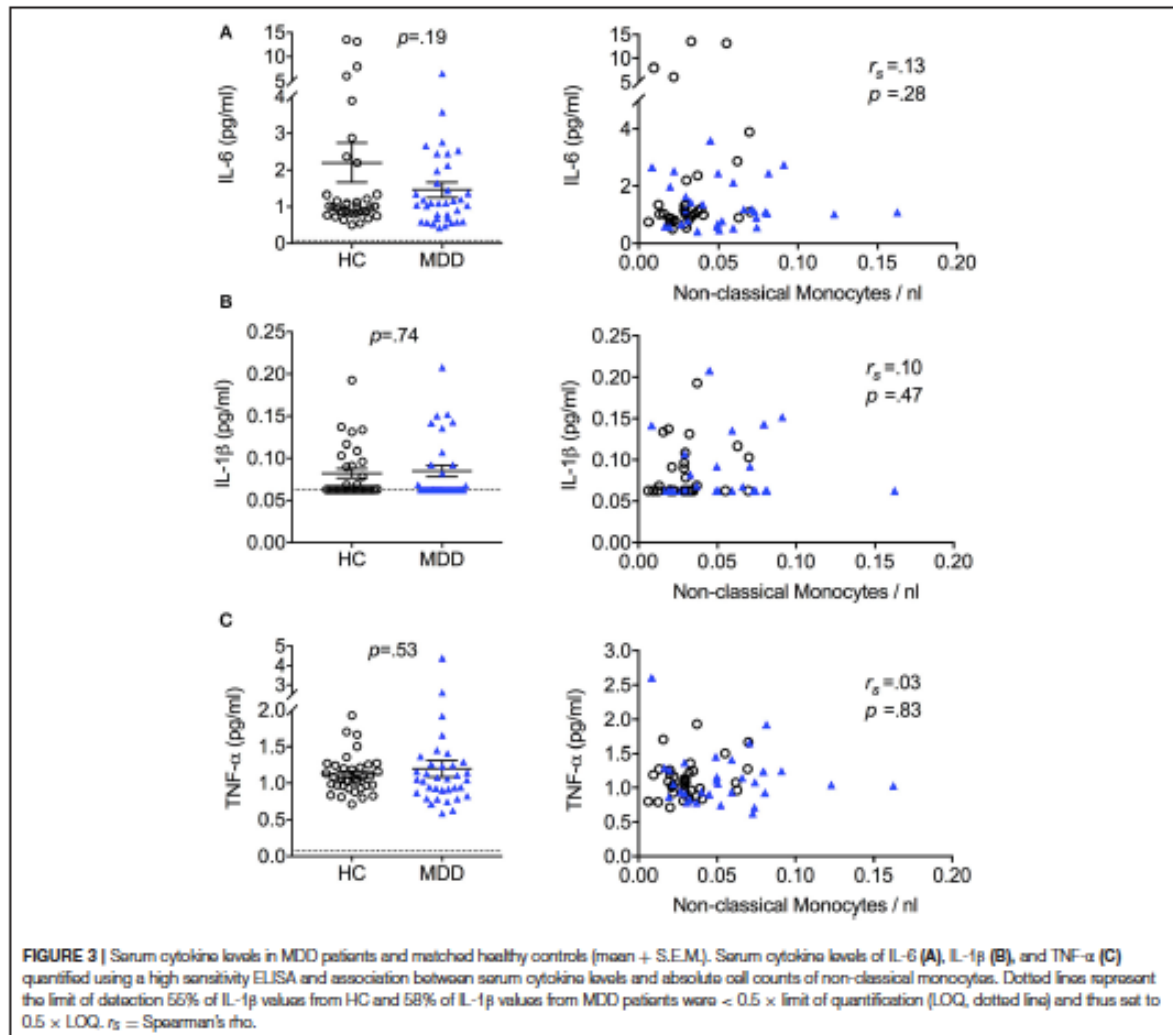 A
p=.19
IL-6 (pg/ml)
15
10
5
4
3
2
1
0
HC
MDD
IL-6 (pg/ml)
15
10
5
4
2
0
0.00
0.05
0.10
0.15
0.20
Non-classical Monocytes / nl
rs =.13
p =.28
B
p=.74
IL-1β (pg/ml)
0.25
0.20
0.15
0.10
0.05
0.00
HC
MDD
IL-1β (pg/ml)
0.25
0.20
0.15
0.10
0.05
0.00
0.00
0.05
0.10
0.15
0.20
Non-classical Monocytes / nl
rs =.10
p =.47
C
p=.53
TNF-α (pg/ml)
5
4
3
2.0
1.5
1.0
0.5
0.0
HC
MDD
TNF-α (pg/ml)
3.0
2.5
2.0
1.5
1.0
0.5
0.0
0.00
0.05
0.10
0.15
0.20
Non-classical Monocytes / nl
rs =.03
p =.83
FIGURE 3 | Serum cytokine levels in MDD patients and matched healthy controls (mean + S.E.M.). Serum cytokine levels of IL-6 (A), IL-1β (B), and TNF-α (C)
quantified using a high sensitivity ELISA and association between serum cytokine levels and absolute cell counts of non-classical monocytes. Dotted lines represent
the limit of detection 55% of IL-1β values from HC and 58% of IL-1β values from MDD patients were < 0.5 × limit of quantification (LOQ, dotted line) and thus set to
0.5 × LOQ. rs = Spearman's rho.